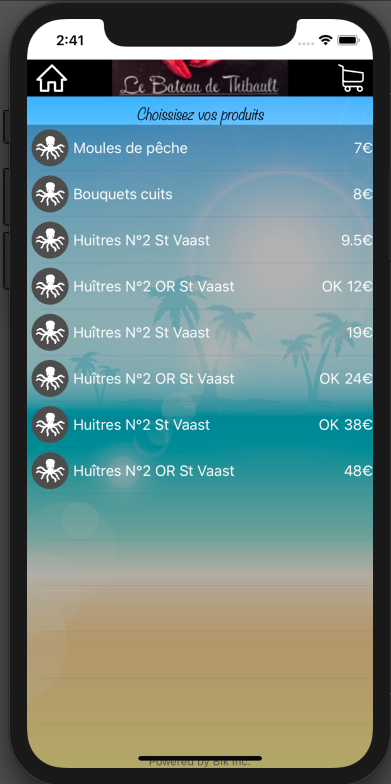 2:41
Le Bateau de Thibault
Choissisez vos produits
Moules de pêche 7€
Bouquets cuits 8€
Huitres N°2 St Vaast 9.5€
Huîtres N°2 OR St Vaast OK 12€
Huîtres N°2 St Vaast 19€
Huîtres N°2 OR St Vaast OK 24€
Huitres N°2 St Vaast OK 38€
Huîtres N°2 OR St Vaast 48€
Powered by Bik Inc.